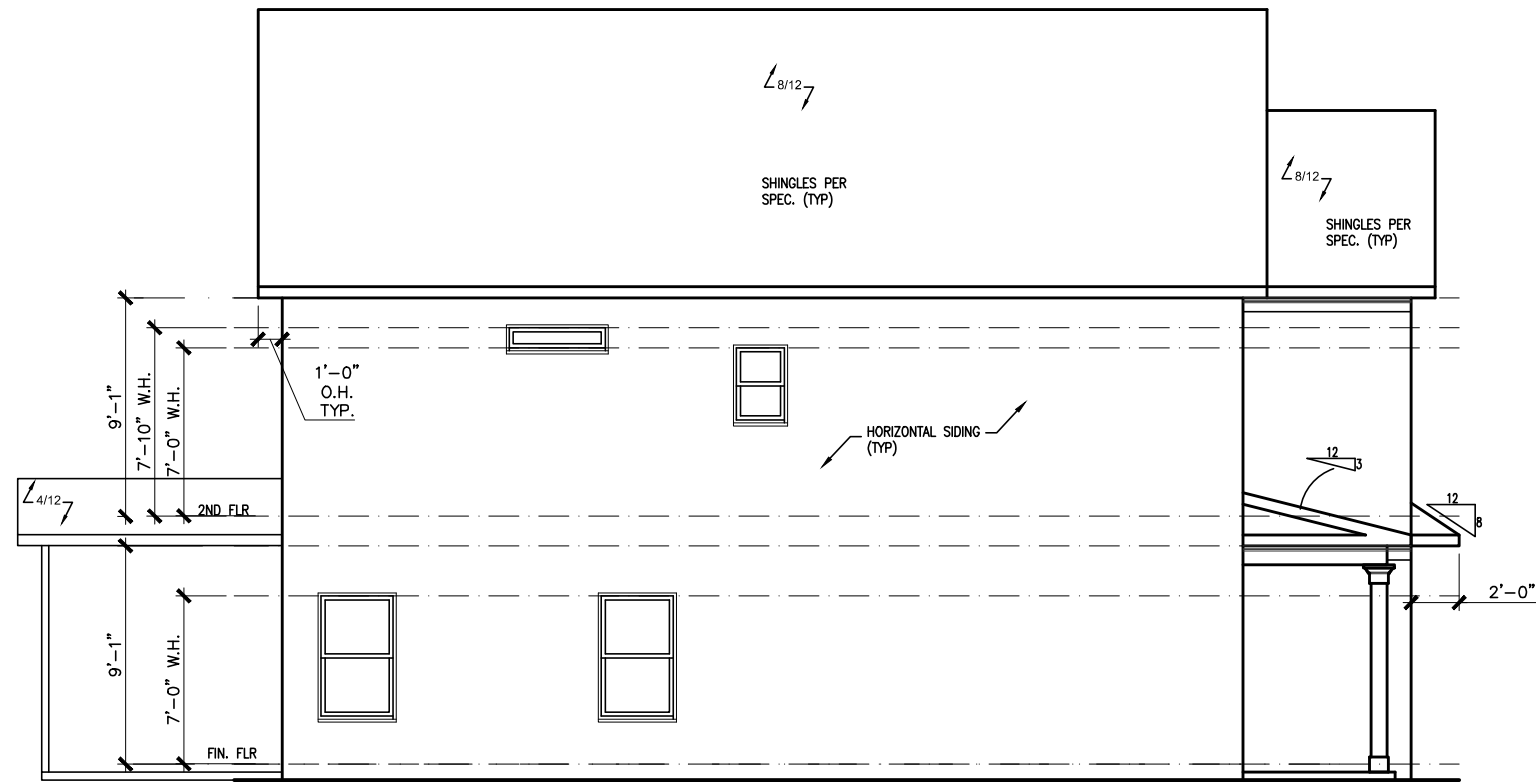 8/12
SHINGLES PER
SPEC. (TYP)
8/12
SHINGLES PER
SPEC. (TYP)
9'-1"
7'-10" W.H.
7'-0" W.H.
1'-0"
O.H.
TYP.
HORIZONTAL SIDING
(TYP)
12
3
4/12
2ND FLR
12
8
2'-0"
9'-1"
7'-0" W.H.
FIN. FLR